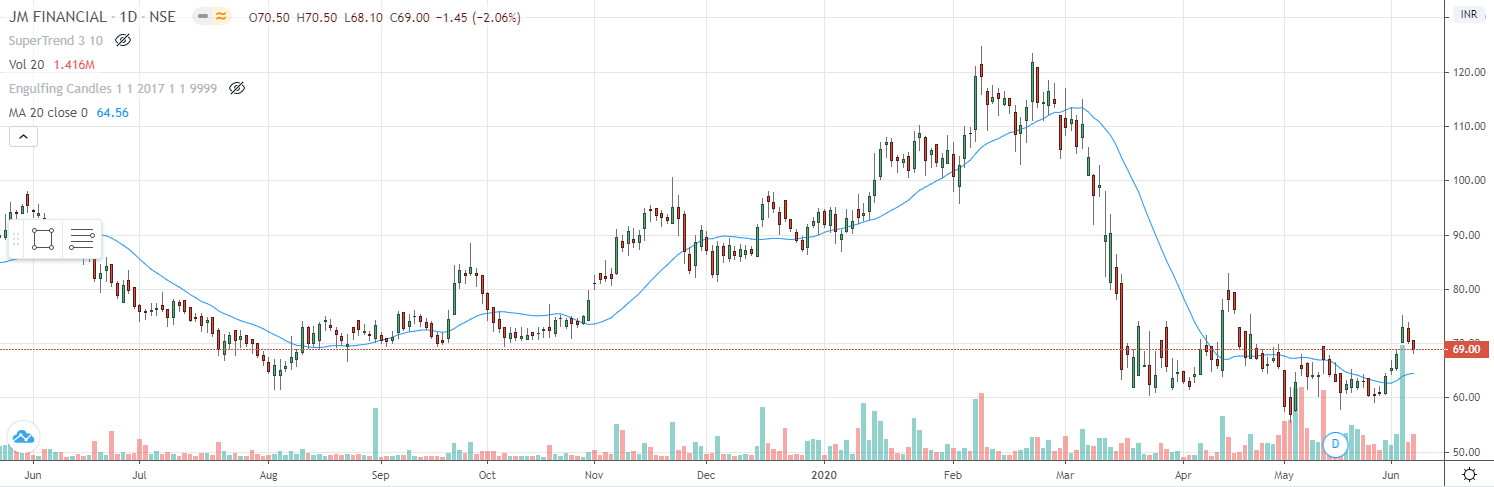 JM FINANCIAL · 1D · NSE O70.50 H70.50 L68.10 C69.00 −1.45 (−2.06%) INR
SuperTrend 3 10
Vol 20 1.416M
120.00
Engulfing Candles 1 1 2017 1 1 9999
MA 20 close 0 64.56
110.00
100.00
90.00
80.00
69.00
60.00
D
50.00
Jun Jul Aug Sep Oct Nov Dec 2020 Feb Mar Apr May Jun